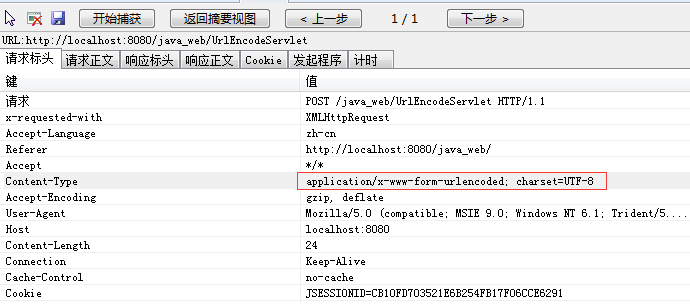 开始捕获 返回摘要视图 < 上一步 1 / 1 下一步 >
URL:http://localhost:8080/java_web/UrlEncodeServlet
请求标头 请求正文 响应标头 响应正文 Cookie 发起程序 计时
键 值
请求 POST /java_web/UrlEncodeServlet HTTP/1.1
x-requested-with XMLHttpRequest
Accept-Language zh-cn
Referer http://localhost:8080/java_web/
Accept */*
Content-Type application/x-www-form-urlencoded; charset=UTF-8
Accept-Encoding gzip, deflate
User-Agent Mozilla/5.0 (compatible; MSIE 9.0; Windows NT 6.1; Trident/5....
Host localhost:8080
Content-Length 24
Connection Keep-Alive
Cache-Control no-cache
Cookie JSESSIONID=CB10FD703521E6B254FB17F06CCE6291